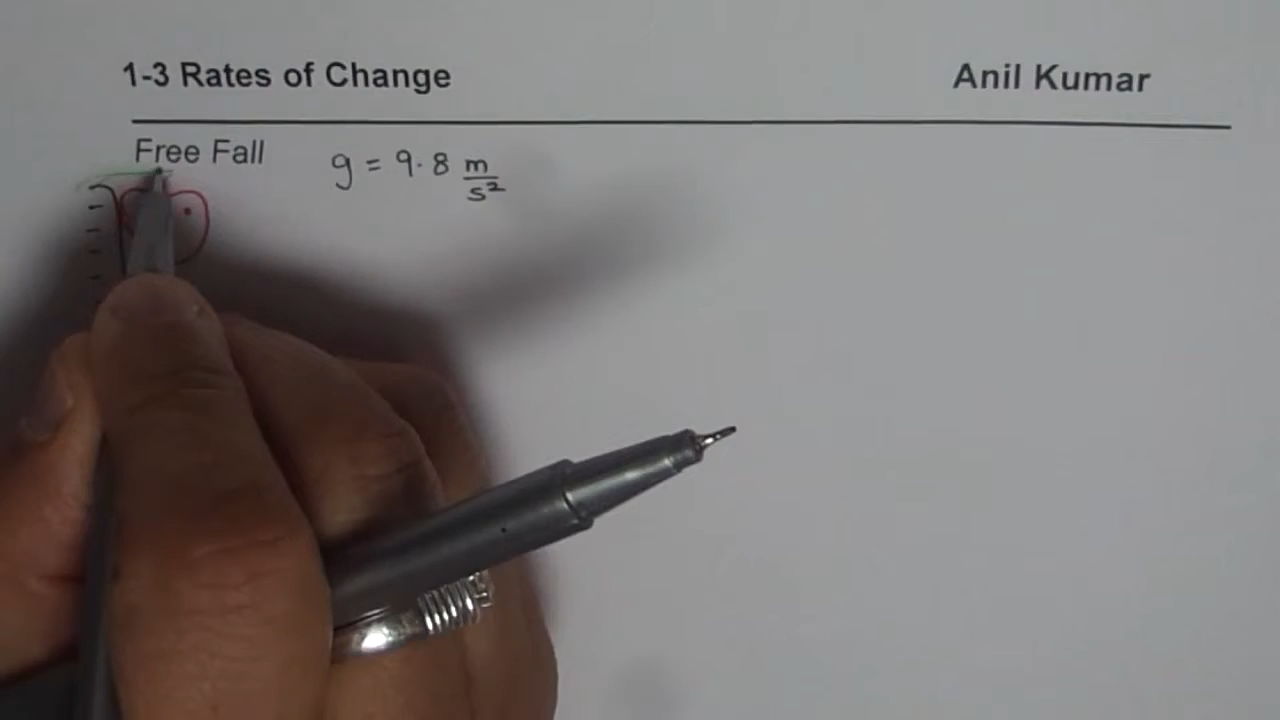 1-3 Rates of Change Anil Kumar
Free Fall g = 9.8 m/s²